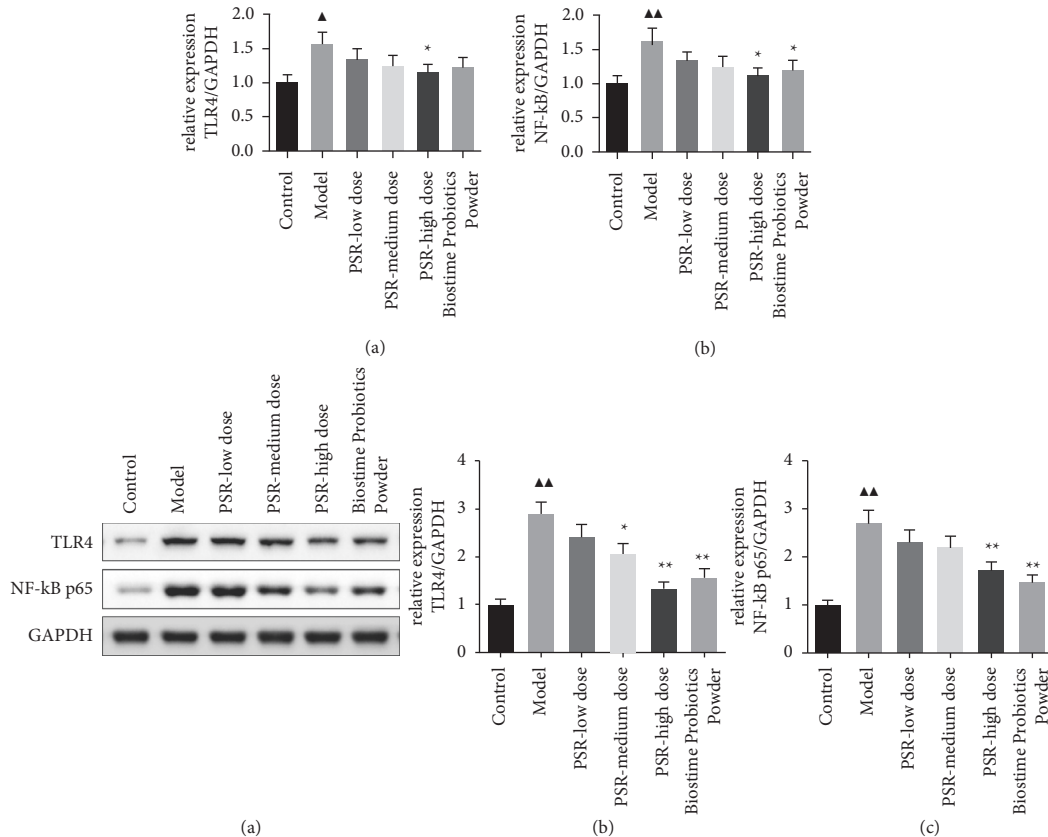 relative expression
TLR4/GAPDH
2.0
1.5
1.0
0.5
0.0
▲
*
Control
Model
PSR-low dose
PSR-medium dose
PSR-high dose
Biostime Probiotics
Powder
(a)
relative expression
NF-kB/GAPDH
2.0
1.5
1.0
0.5
0.0
▲▲
*
*
Control
Model
PSR-low dose
PSR-medium dose
PSR-high dose
Biostime Probiotics
Powder
(b)
Control
Model
PSR-low dose
PSR-medium dose
PSR-high dose
Biostime Probiotics
Powder
TLR4
NF-kB p65
GAPDH
(a)
relative expression
TLR4/GAPDH
4
3
2
1
0
▲▲
*
**
**
Control
Model
PSR-low dose
PSR-medium dose
PSR-high dose
Biostime Probiotics
Powder
(b)
relative expression
NF-kB p65/GAPDH
4
3
2
1
0
▲▲
**
**
Control
Model
PSR-low dose
PSR-medium dose
PSR-high dose
Biostime Probiotics
Powder
(c)